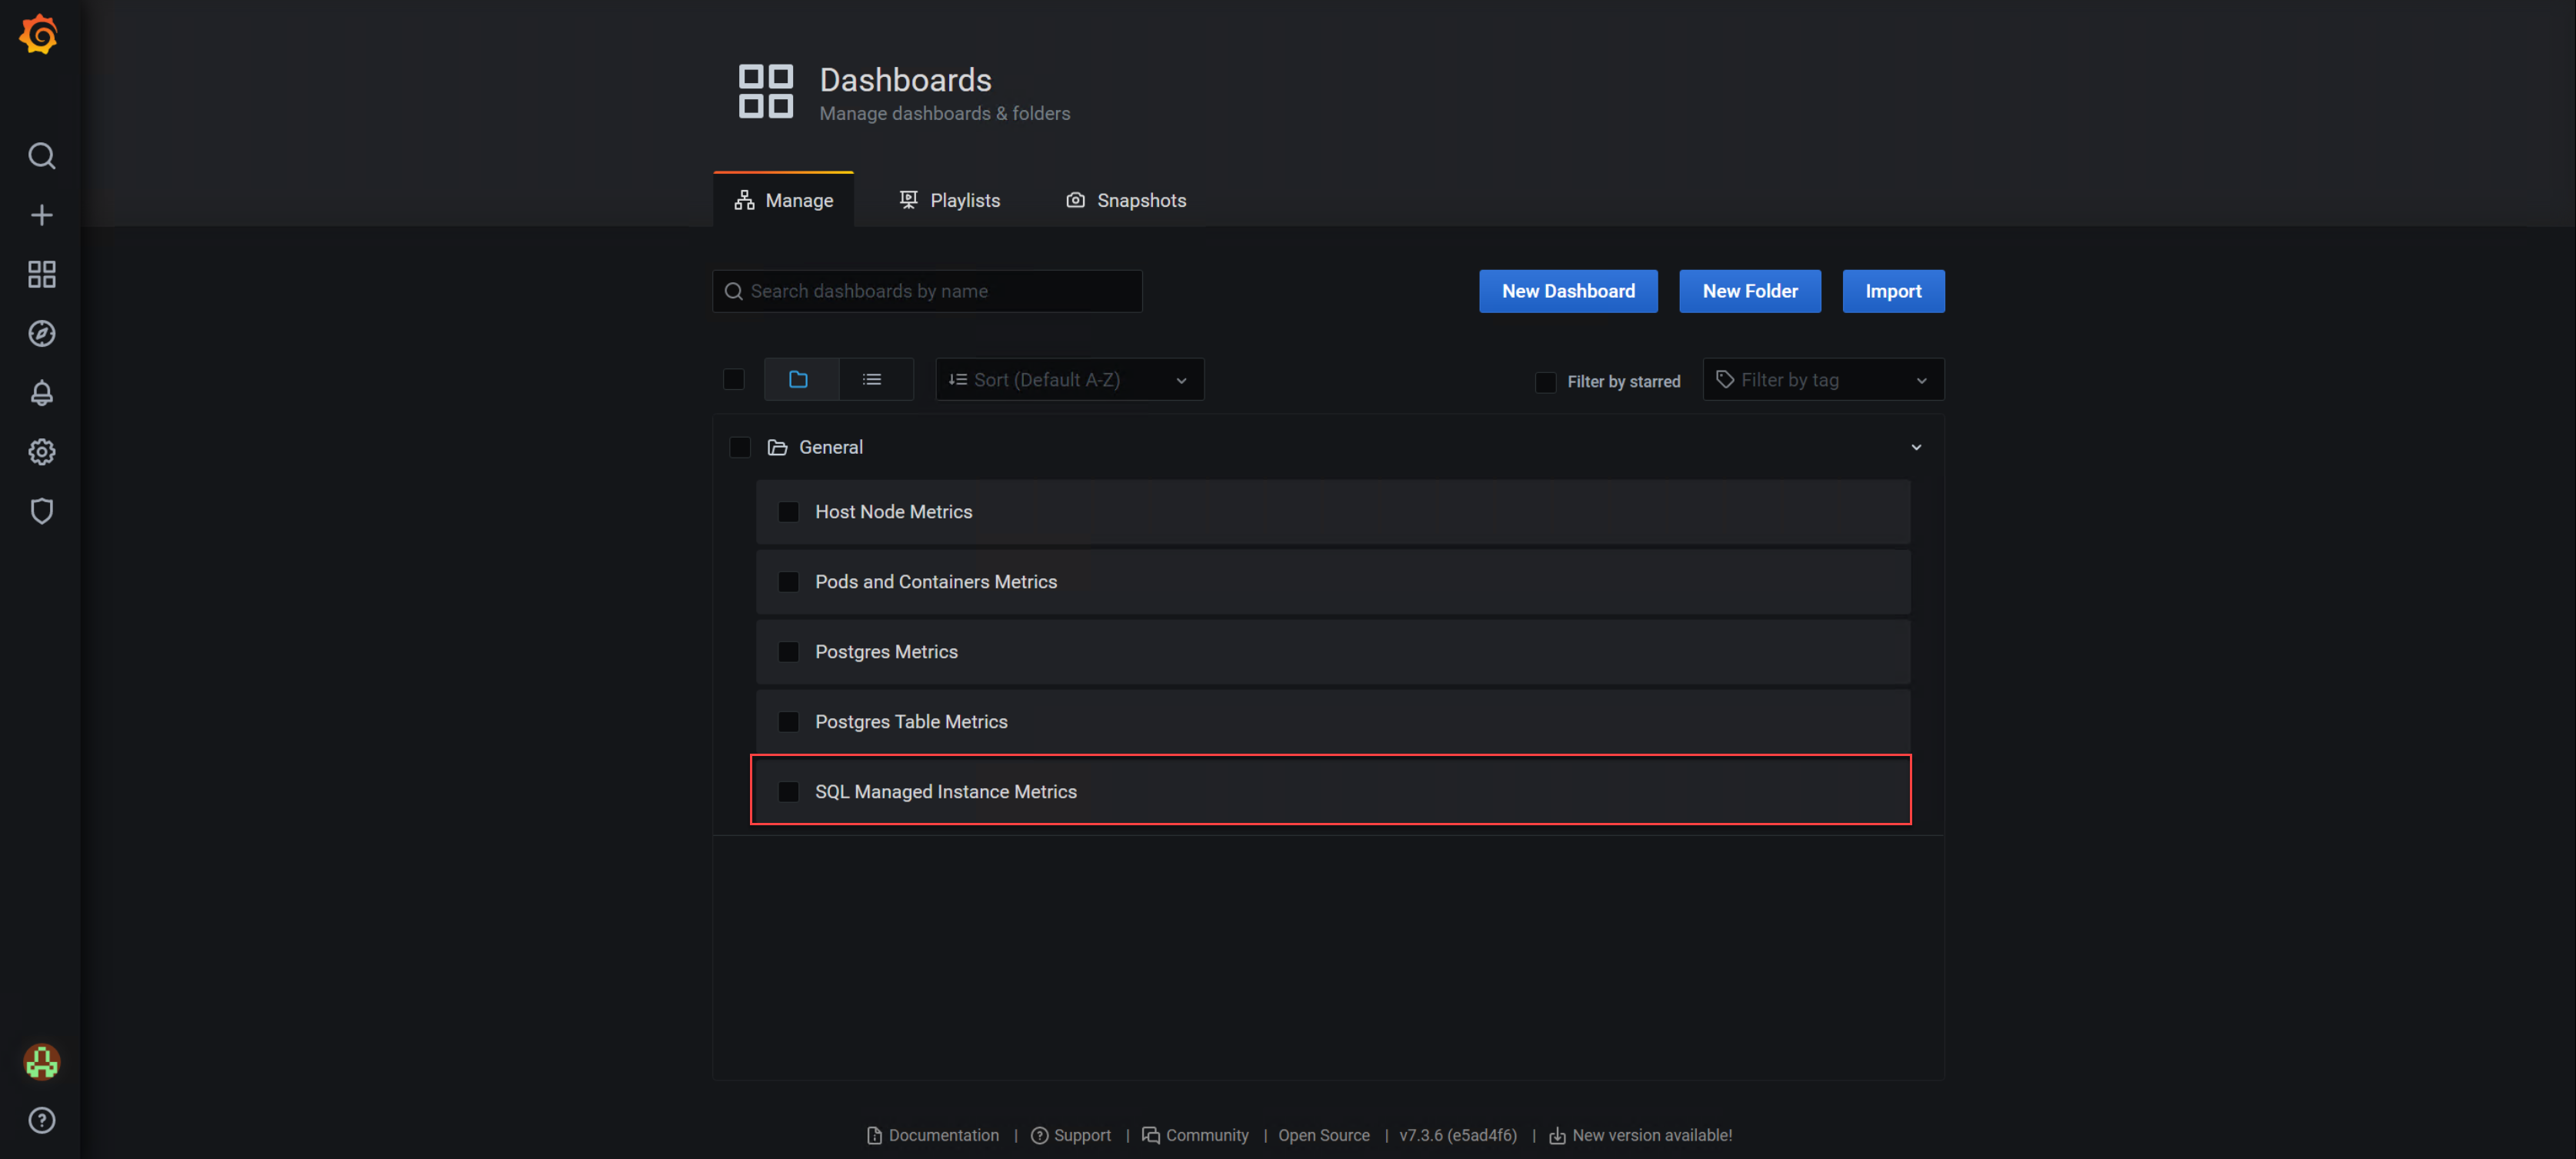 Dashboards
Manage dashboards & folders
Manage Playlists Snapshots
Search dashboards by name New Dashboard New Folder Import
Sort (Default A-Z) Filter by starred Filter by tag
General
Host Node Metrics
Pods and Containers Metrics
Postgres Metrics
Postgres Table Metrics
SQL Managed Instance Metrics
Documentation | Support | Community | Open Source | v7.3.6 (e5ad4f6) | New version available!